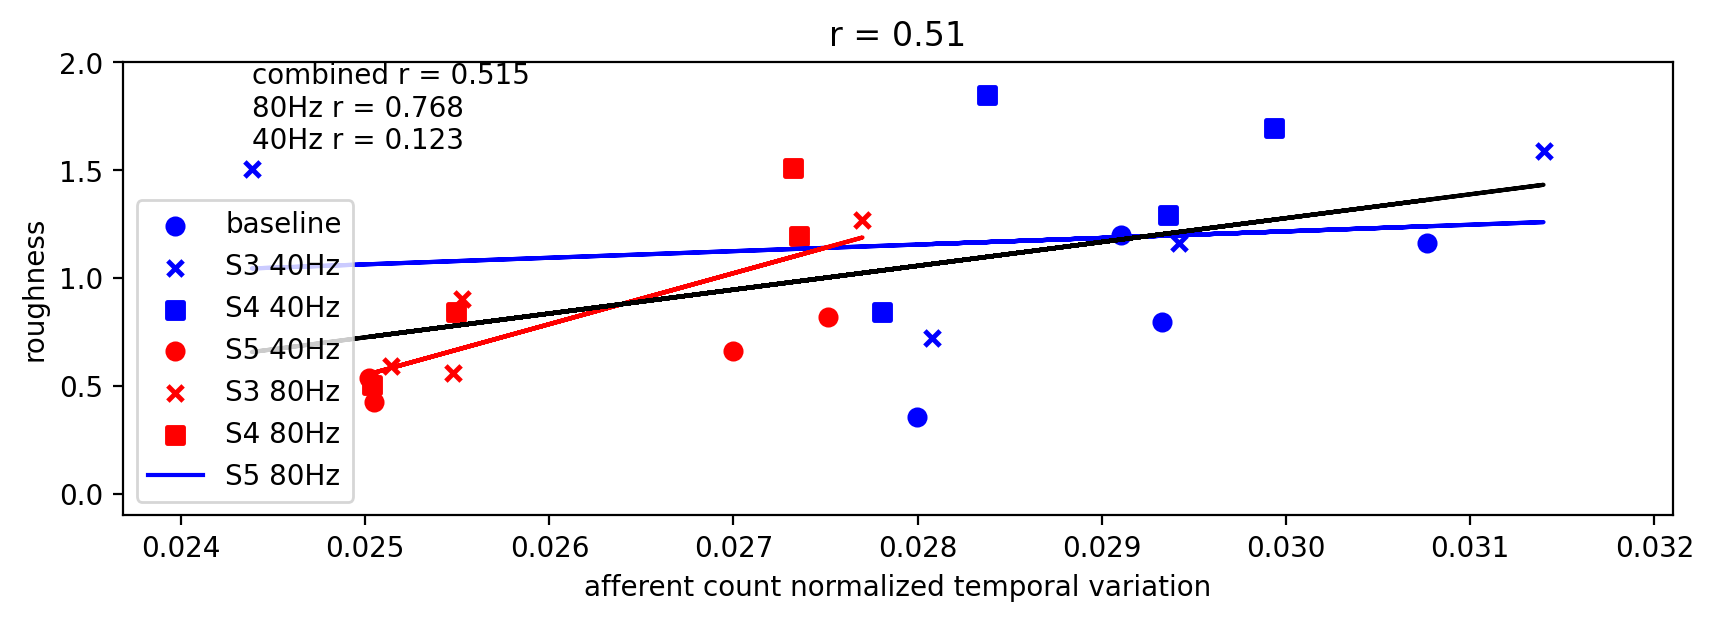 r = 0.51
combined r = 0.515
80Hz r = 0.768
40Hz r = 0.123
2.0
1.5
1.0
0.5
0.0
roughness
baseline
S3 40Hz
S4 40Hz
S5 40Hz
S3 80Hz
S4 80Hz
S5 80Hz
0.024 0.025 0.026 0.027 0.028 0.029 0.030 0.031 0.032
afferent count normalized temporal variation